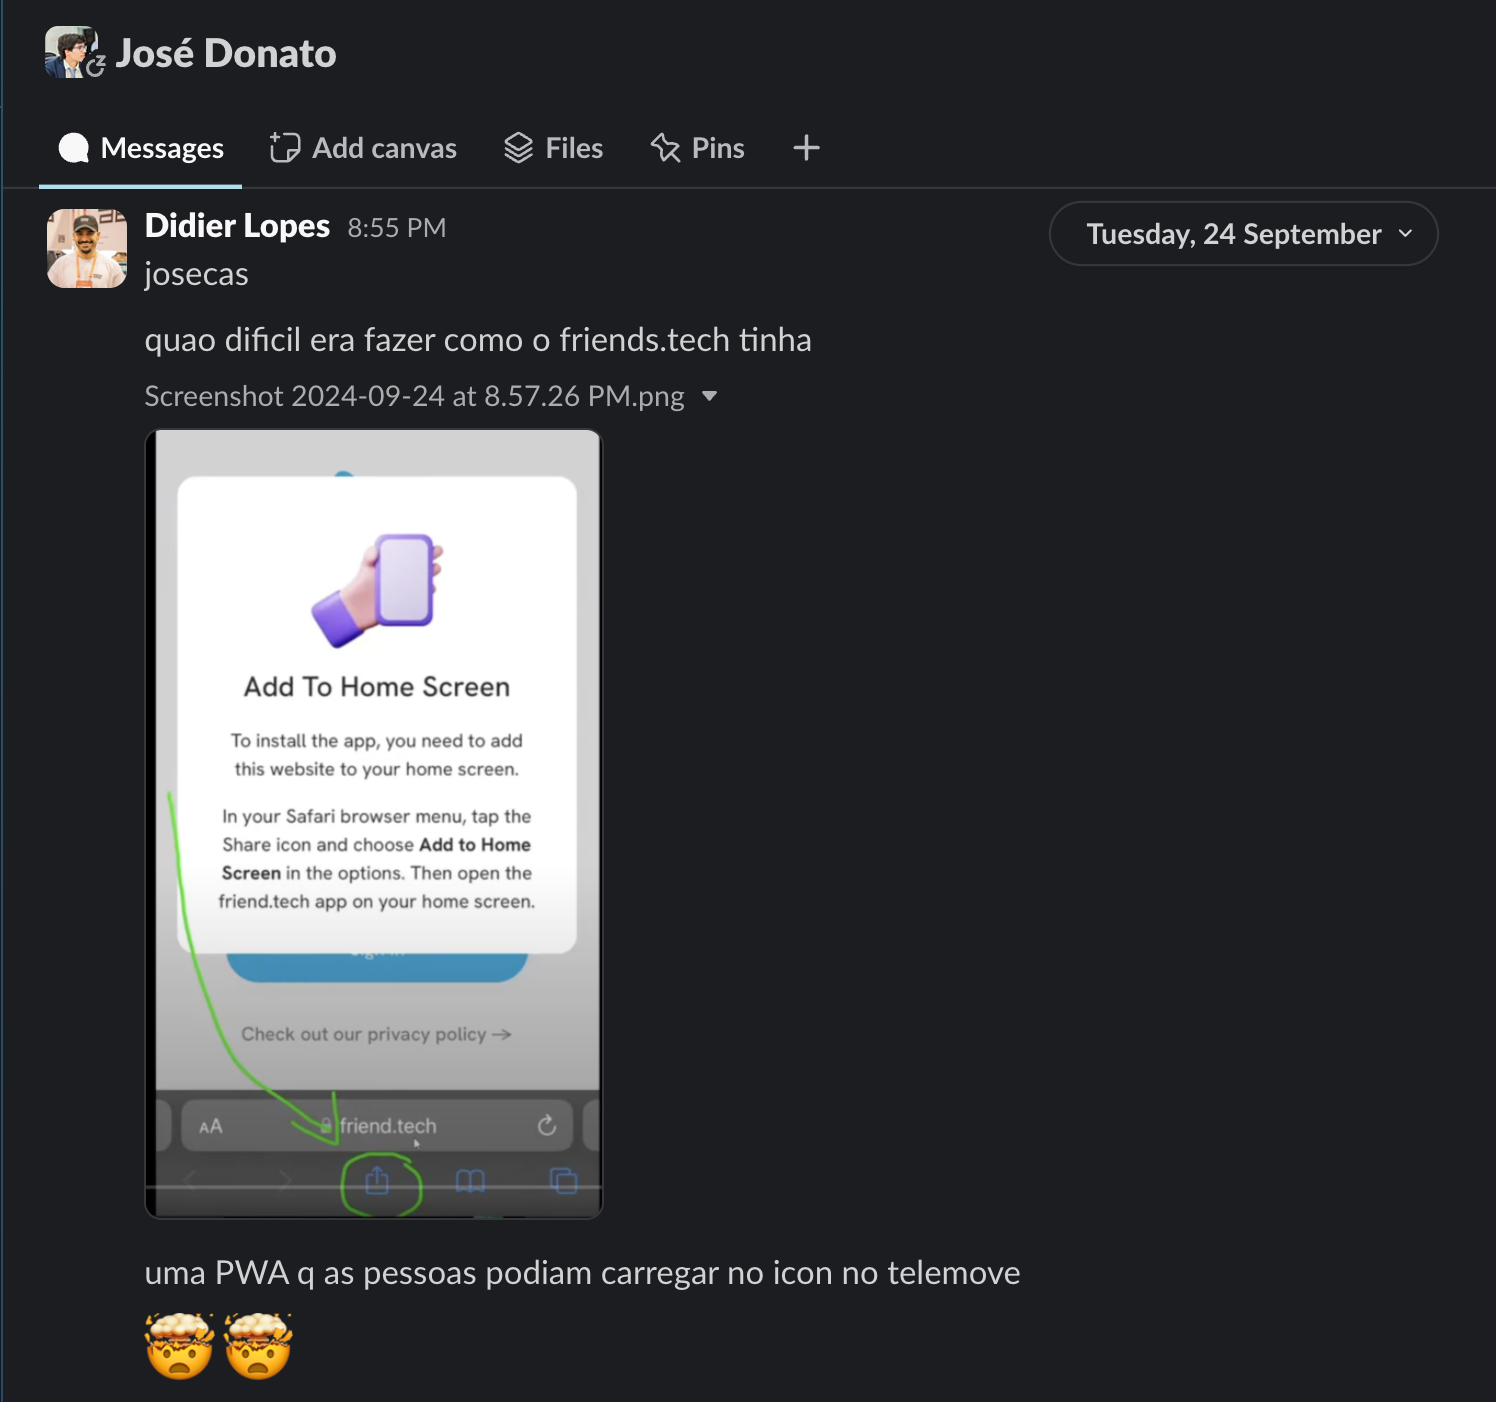 José Donato
Messages
Add canvas
Files
Pins
Didier Lopes 8:55 PM
Tuesday, 24 September
josecas
quao dificil era fazer como o friends.tech tinha
Screenshot 2024-09-24 at 8.57.26 PM.png
Add To Home Screen
To install the app, you need to add
this website to your home screen.
In your Safari browser menu, tap the
Share icon and choose Add to Home
Screen in the options. Then open the
friend.tech app on your home screen.
Check out our privacy policy →
AA
friend.tech
uma PWA q as pessoas podiam carregar no icon no telemove